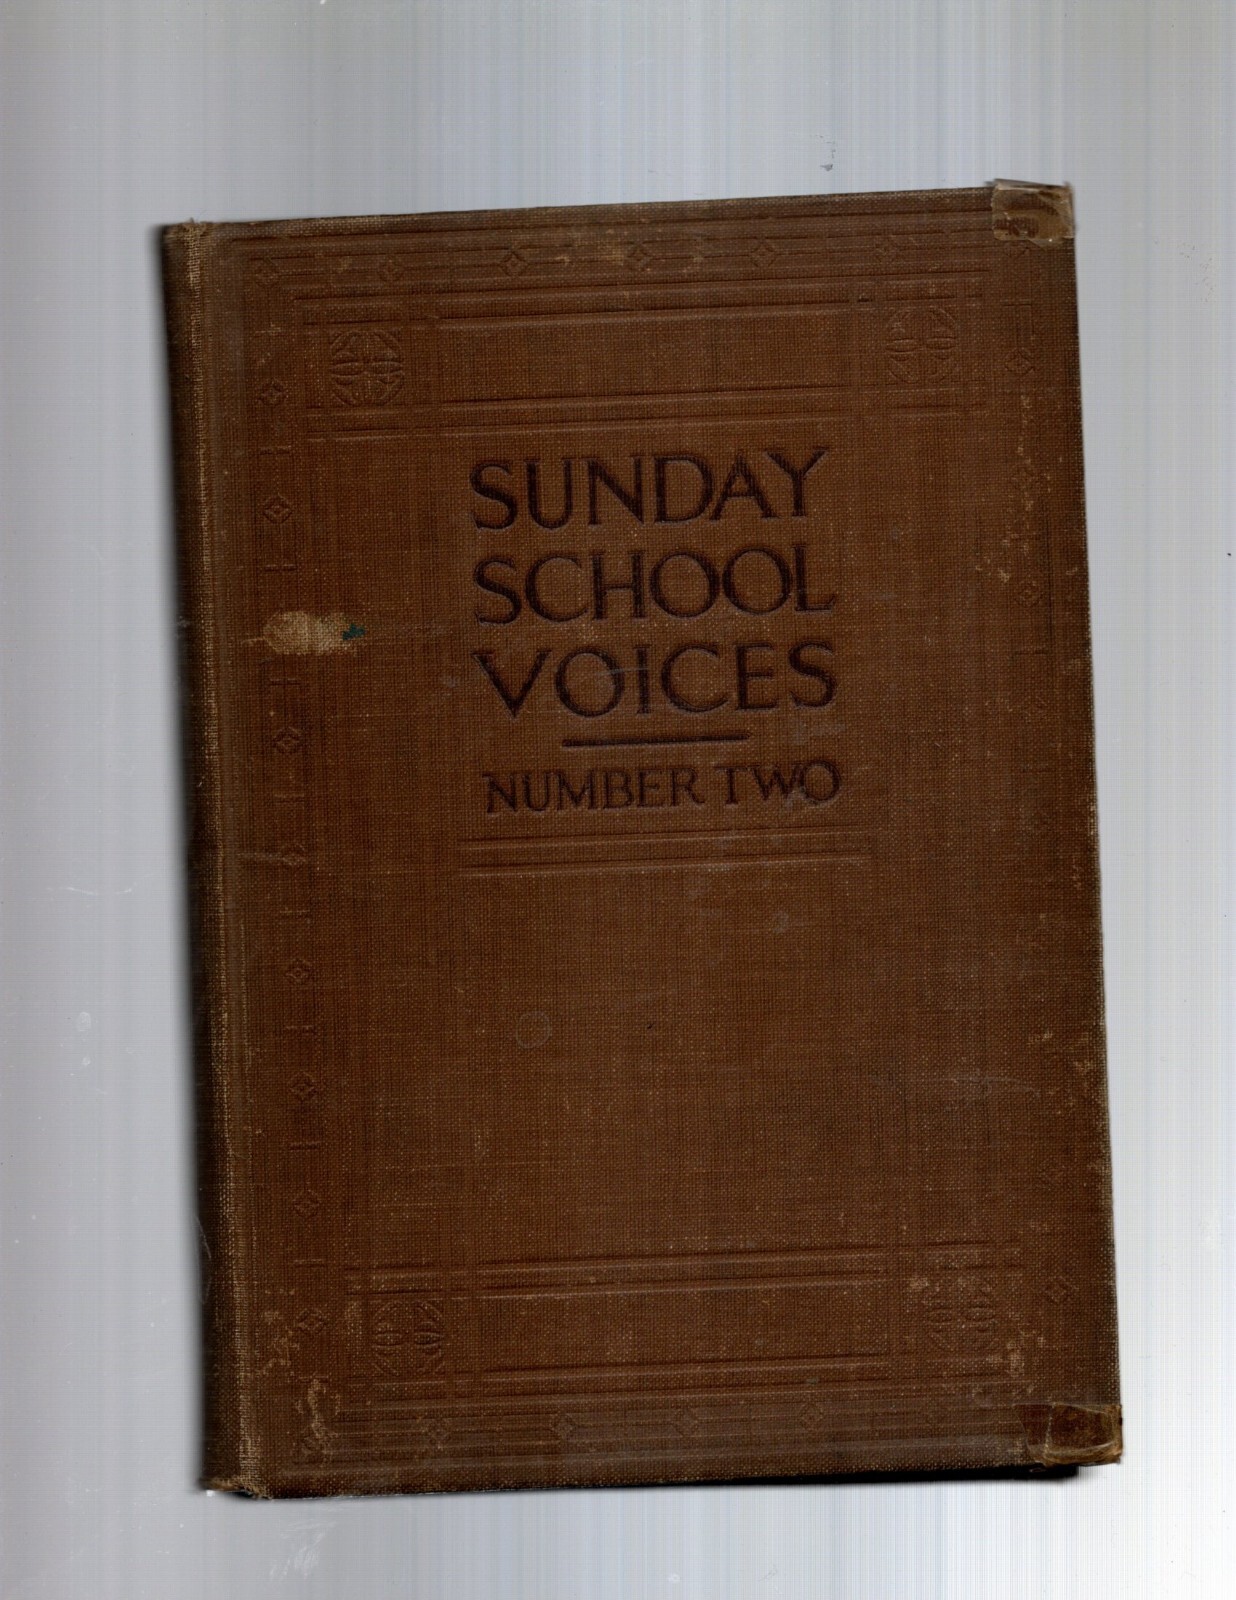 SUNDAY
SCHOOL
VOICES
NUMBER TWO